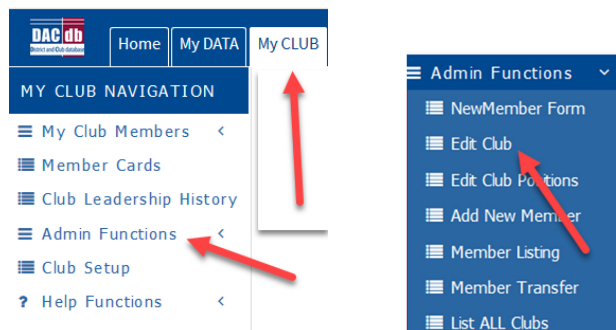 DACdb
District and Club database
Home
My DATA
My CLUB
MY CLUB NAVIGATION
My Club Members
Member Cards
Club Leadership History
Admin Functions
Club Setup
? Help Functions
Admin Functions
NewMember Form
Edit Club
Edit Club Positions
Add New Member
Member Listing
Member Transfer
List ALL Clubs